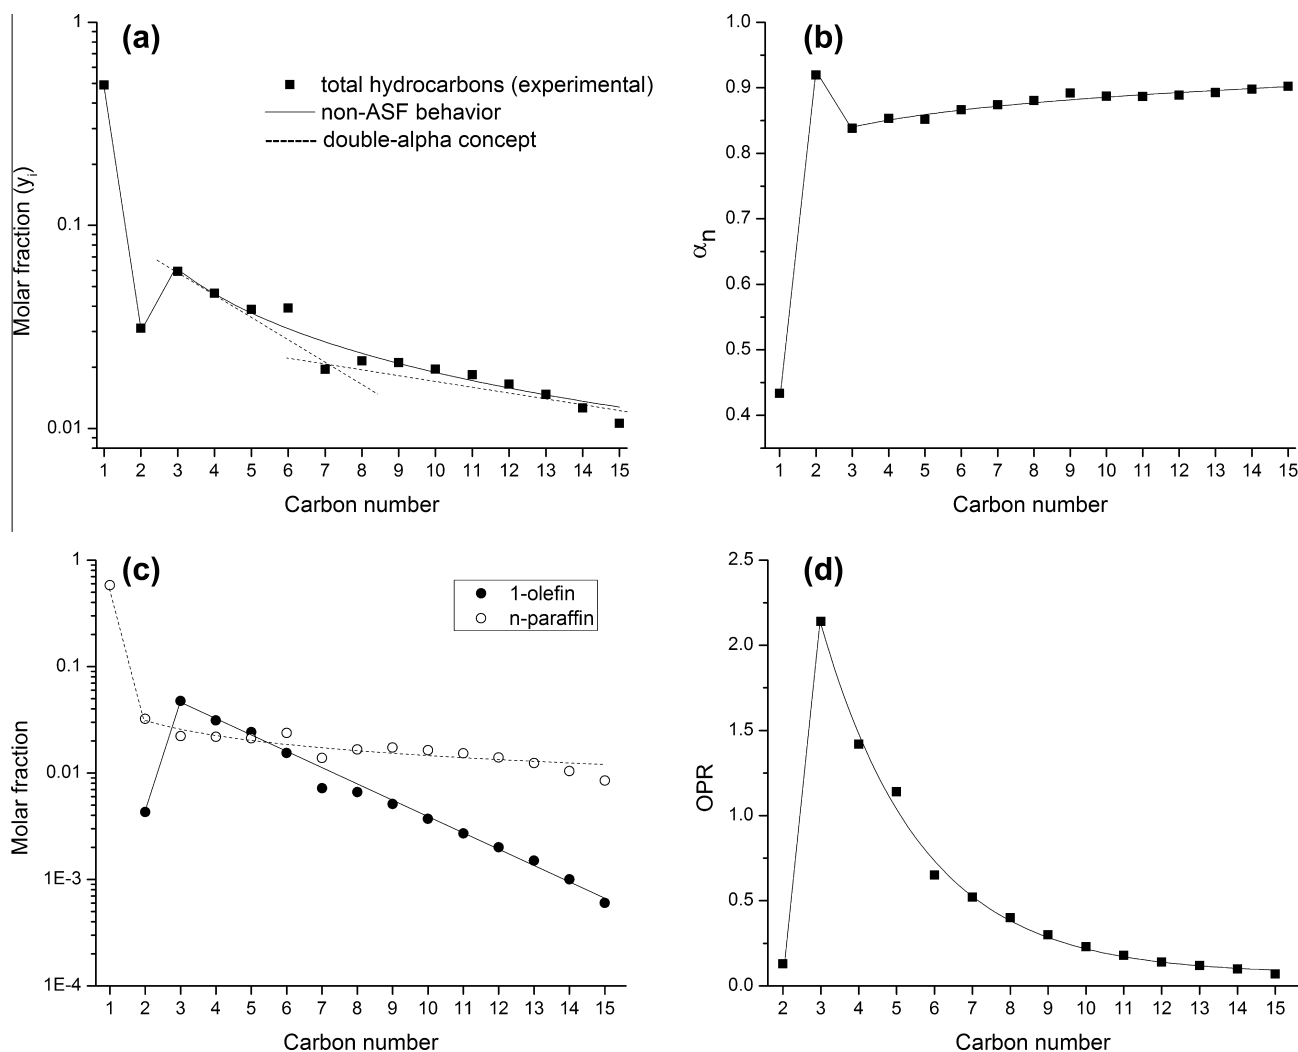 (a)
1
0.1
0.01
Molar fraction (yi)
total hydrocarbons (experimental)
non-ASF behavior
double-alpha concept
1 2 3 4 5 6 7 8 9 10 11 12 13 14 15
Carbon number
(b)
1.0
0.9
0.8
0.7
0.6
0.5
0.4
αn
1 2 3 4 5 6 7 8 9 10 11 12 13 14 15
Carbon number
(c)
1
0.1
0.01
1E-3
1E-4
Molar fraction
1-olefin
n-paraffin
1 2 3 4 5 6 7 8 9 10 11 12 13 14 15
Carbon number
(d)
2.5
2.0
1.5
1.0
0.5
0.0
OPR
2 3 4 5 6 7 8 9 10 11 12 13 14 15
Carbon number